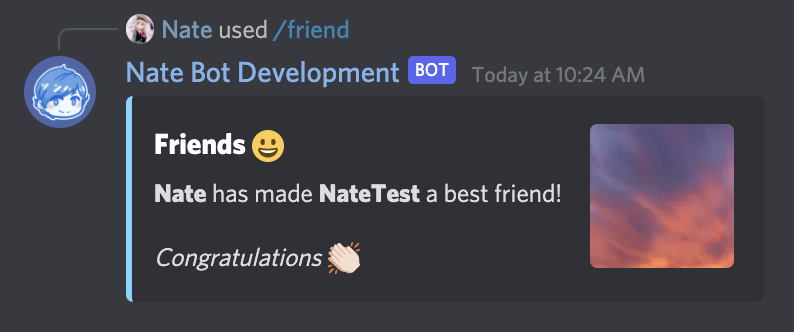 Nate used /friend
Nate Bot Development BOT Today at 10:24 AM
Friends 😀
Nate has made NateTest a best friend!
Congratulations 👏🏻